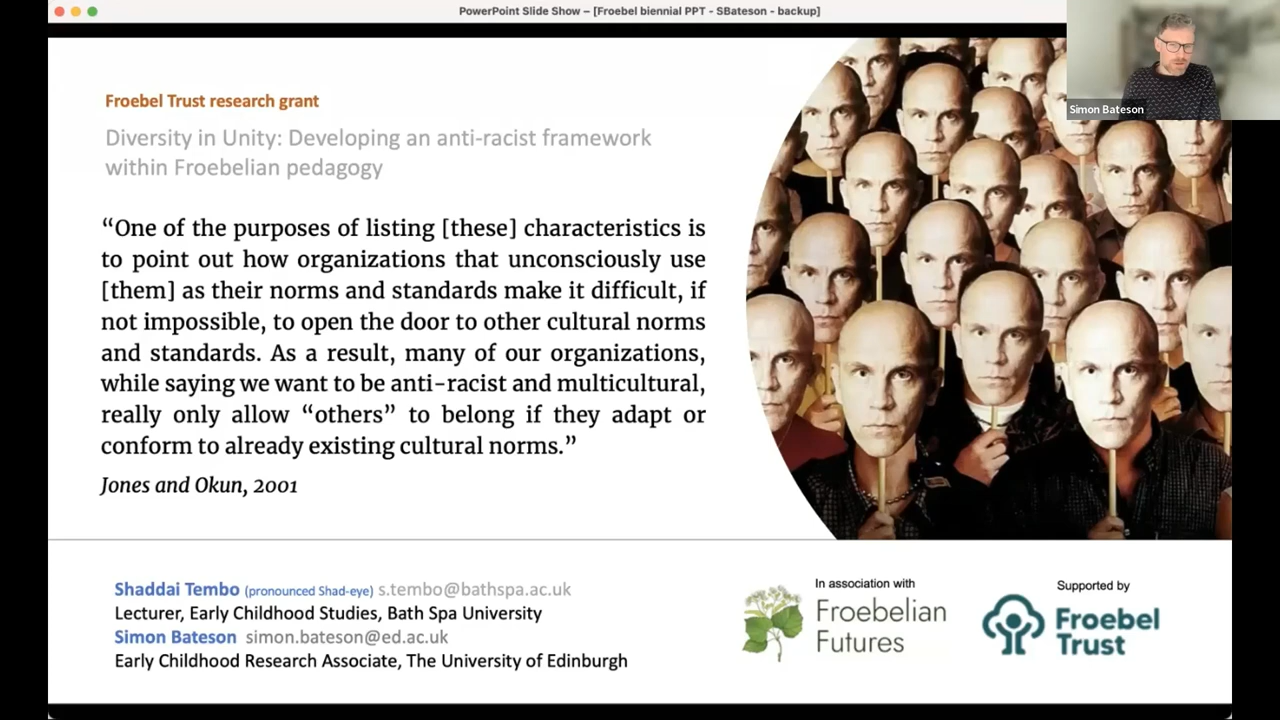 PowerPoint Slide Show – [Froebel biennial PPT - SBateson - backup]
Simon Bateson
Froebel Trust research grant
Diversity in Unity: Developing an anti-racist framework
within Froebelian pedagogy
“One of the purposes of listing [these] characteristics is
to point out how organizations that unconsciously use
[them] as their norms and standards make it difficult, if
not impossible, to open the door to other cultural norms
and standards. As a result, many of our organizations,
while saying we want to be anti-racist and multicultural,
really only allow “others” to belong if they adapt or
conform to already existing cultural norms.”
Jones and Okun, 2001
Shaddai Tembo (pronounced Shad-eye) s.tembo@bathspa.ac.uk
Lecturer, Early Childhood Studies, Bath Spa University
Simon Bateson simon.bateson@ed.ac.uk
Early Childhood Research Associate, The University of Edinburgh
In association with
Froebelian
Futures
Supported by
Froebel
Trust